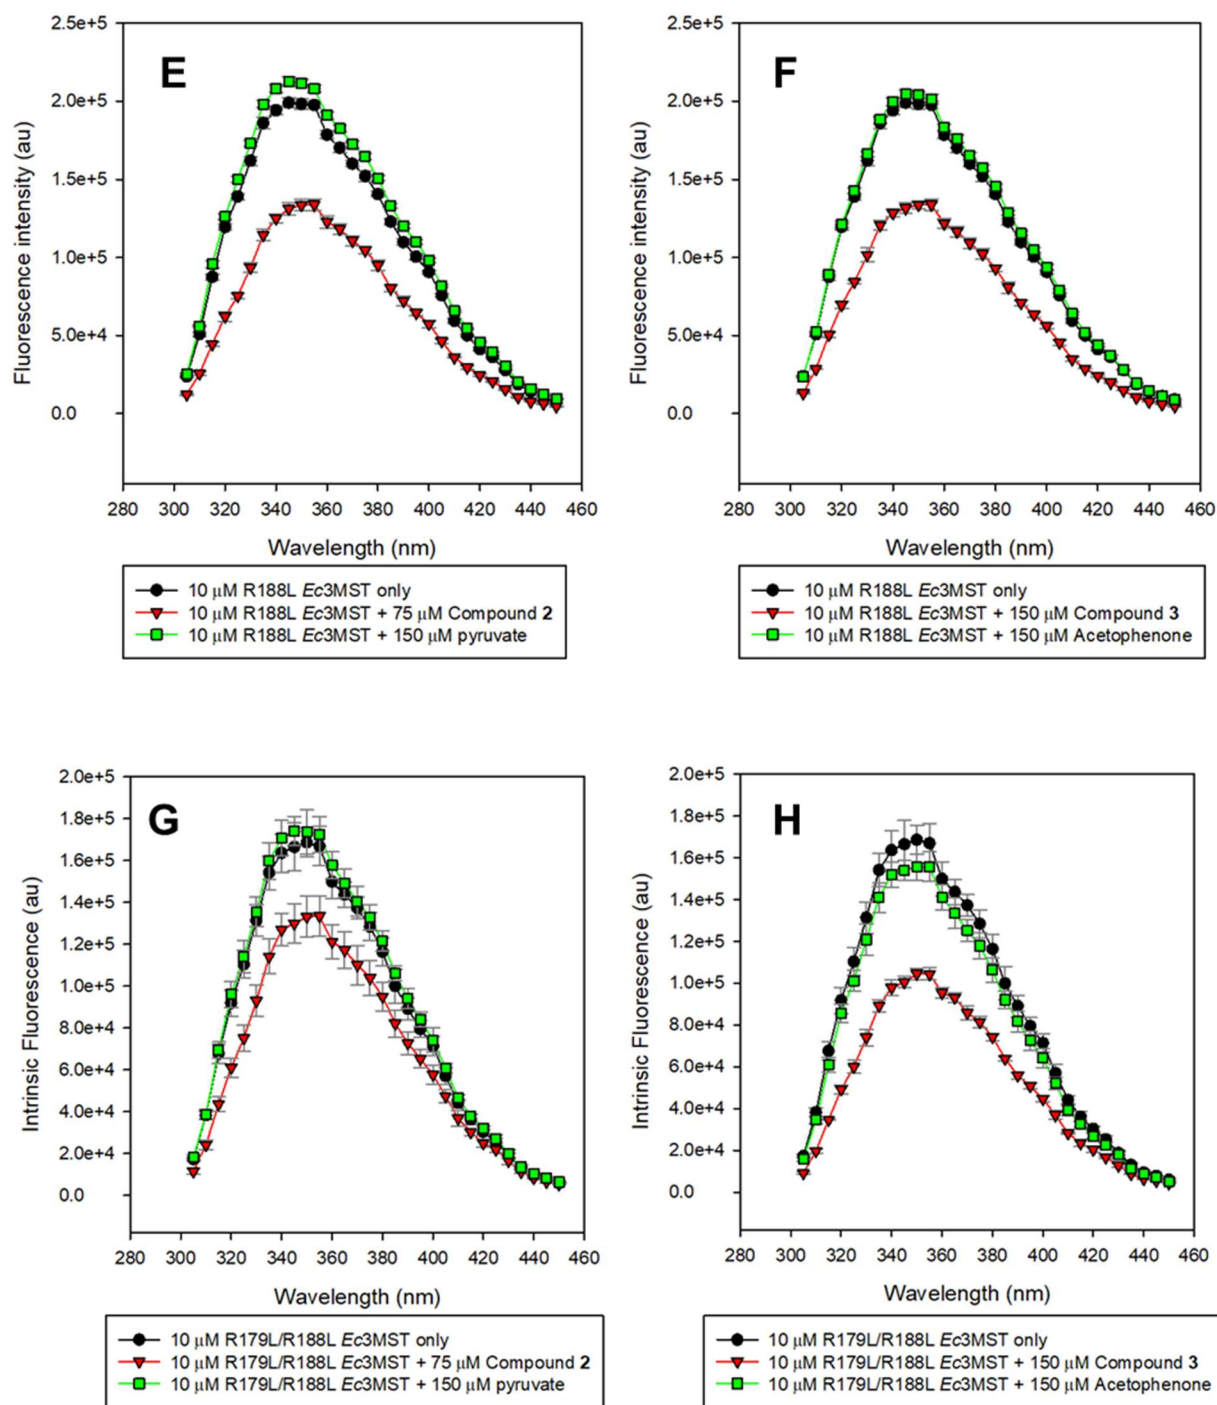 E
2.5e+5
2.0e+5
1.5e+5
1.0e+5
5.0e+4
0.0
Fluorescence intensity (au)
280 300 320 340 360 380 400 420 440 460
Wavelength (nm)
10 μM R188L Ec3MST only
10 μM R188L Ec3MST + 75 μM Compound 2
10 μM R188L Ec3MST + 150 μM pyruvate
F
2.5e+5
2.0e+5
1.5e+5
1.0e+5
5.0e+4
0.0
Fluorescence intensity (au)
280 300 320 340 360 380 400 420 440 460
Wavelength (nm)
10 μM R188L Ec3MST only
10 μM R188L Ec3MST + 150 μM Compound 3
10 μM R188L Ec3MST + 150 μM Acetophenone
G
2.0e+5
1.8e+5
1.6e+5
1.4e+5
1.2e+5
1.0e+5
8.0e+4
6.0e+4
4.0e+4
2.0e+4
0.0
Intrinsic Fluorescence (au)
280 300 320 340 360 380 400 420 440 460
Wavelength (nm)
10 μM R179L/R188L Ec3MST only
10 μM R179L/R188L Ec3MST + 75 μM Compound 2
10 μM R179L/R188L Ec3MST + 150 μM pyruvate
H
2.0e+5
1.8e+5
1.6e+5
1.4e+5
1.2e+5
1.0e+5
8.0e+4
6.0e+4
4.0e+4
2.0e+4
0.0
Intrinsic Fluorescence (au)
280 300 320 340 360 380 400 420 440 460
Wavelength (nm)
10 μM R179L/R188L Ec3MST only
10 μM R179L/R188L Ec3MST + 150 μM Compound 3
10 μM R179L/R188L Ec3MST + 150 μM Acetophenone